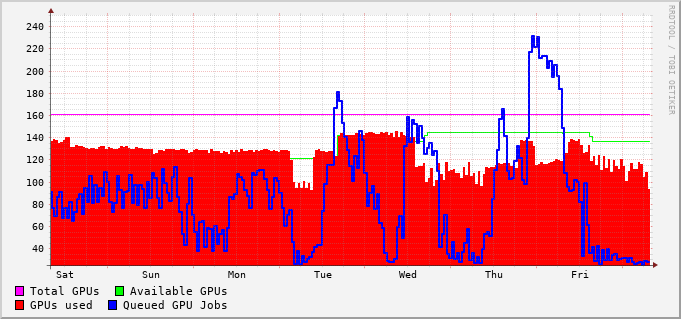 240
220
200
180
160
140
120
100
80
60
40
Sat Sun Mon Tue Wed Thu Fri
Total GPUs Available GPUs
GPUs used Queued GPU Jobs
RRDTOOL / TOBI OETIKER